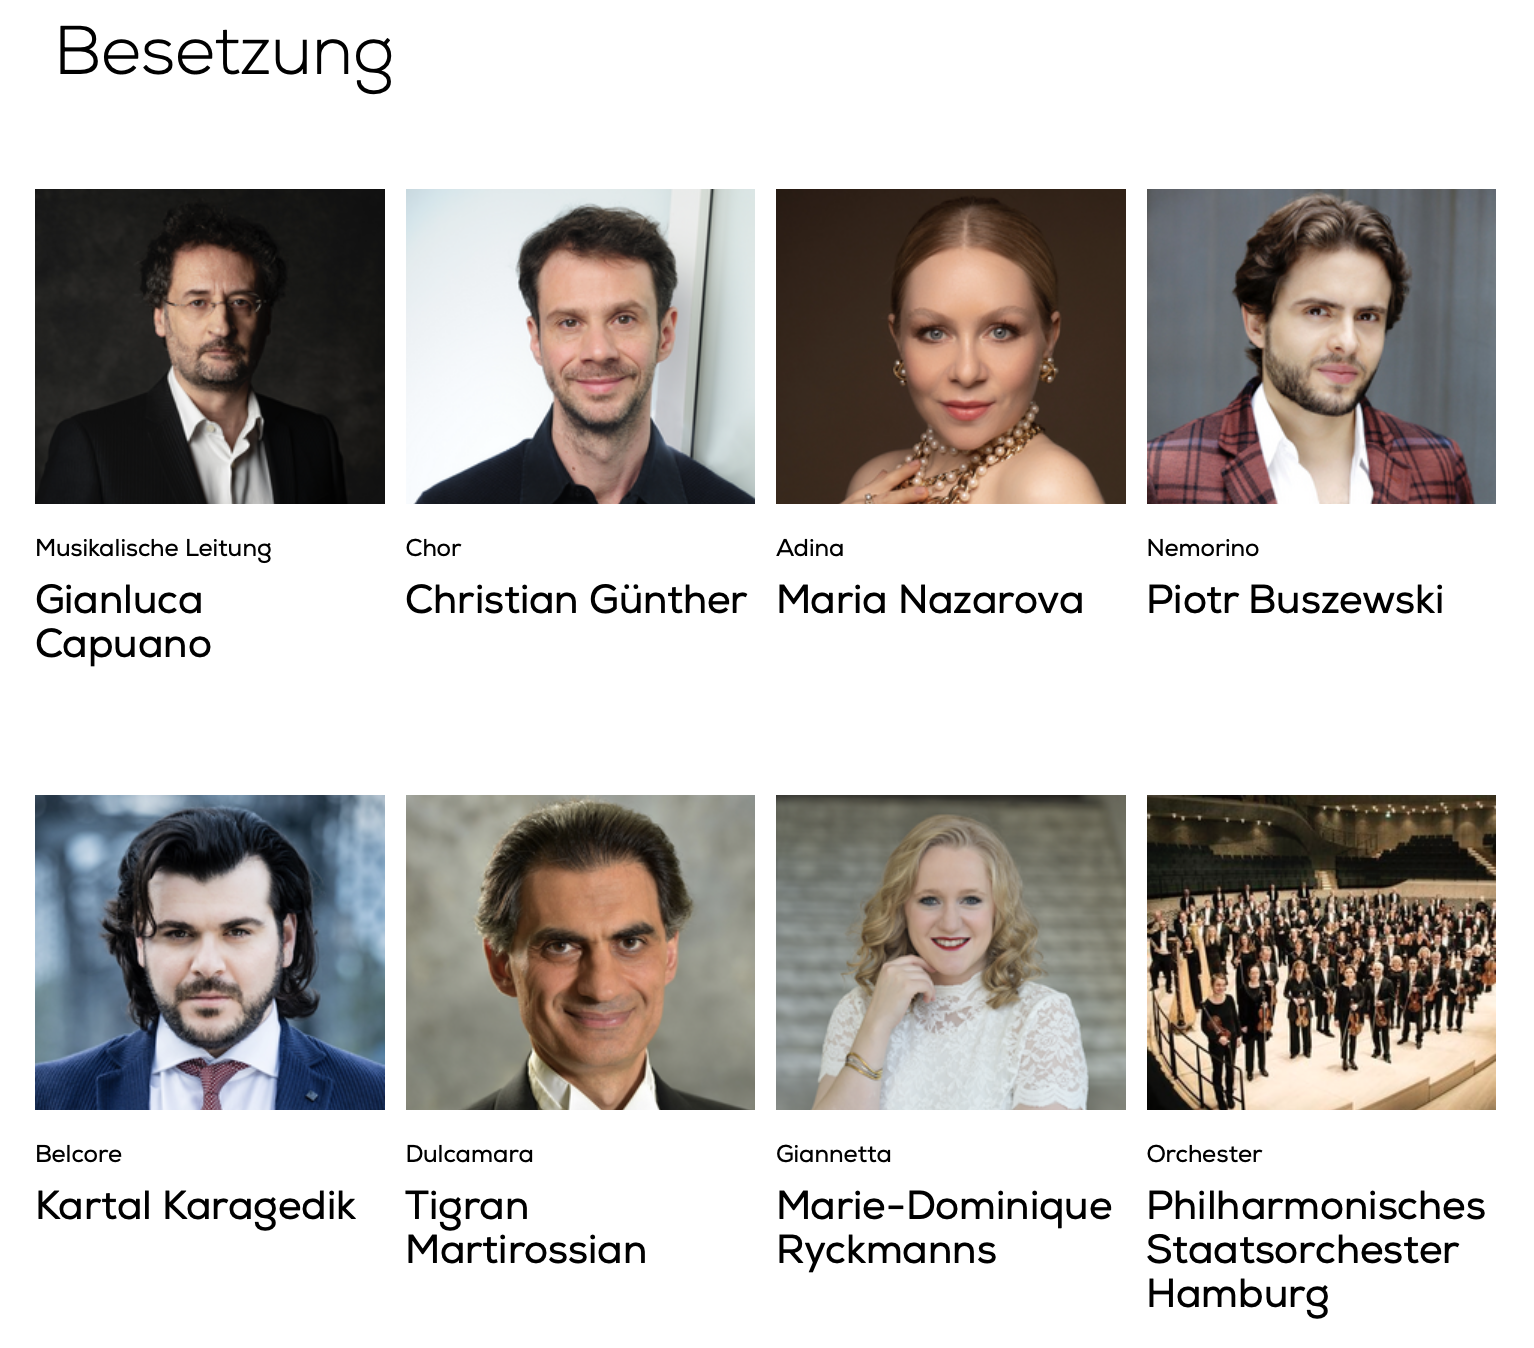 Besetzung
Musikalische Leitung
Gianluca
Capuano
Chor
Christian Günther
Adina
Maria Nazarova
Nemorino
Piotr Buszewski
Belcore
Kartal Karagedik
Dulcamara
Tigran
Martirossian
Giannetta
Marie-Dominique
Ryckmanns
Orchester
Philharmonisches
Staatsorchester
Hamburg